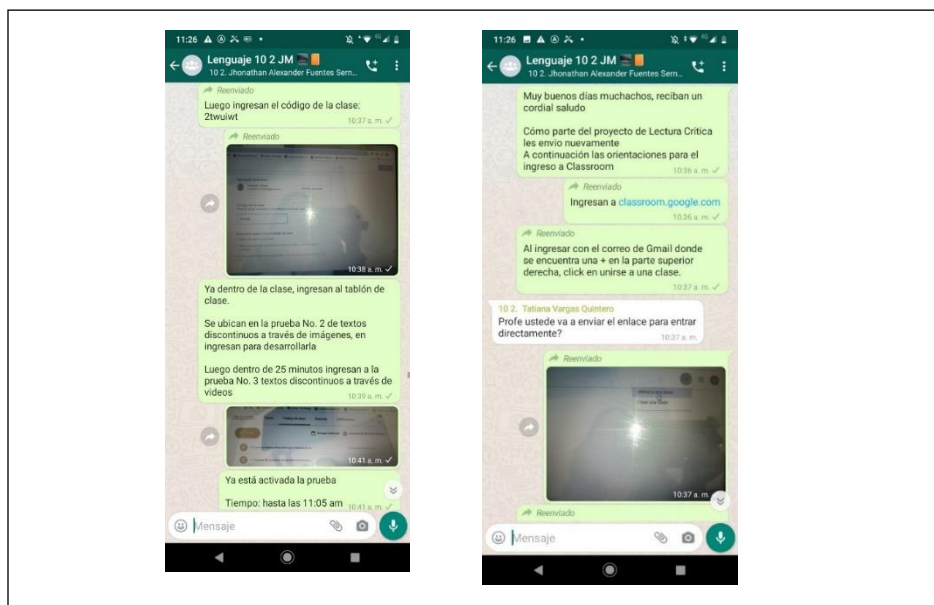 11:26
Lenguaje 10 2 JM
10 2. Jhonathan Alexander Fuentes Sern...
Reenviado
Luego ingresan el código de la clase:
2twuiwt
10:37 a. m.
Reenviado
10:38 a. m.
Ya dentro de la clase, ingresan al tablón de
clase.
Se ubican en la prueba No. 2 de textos
discontinuos a través de imágenes, en
ingresan para desarrollarla
Luego dentro de 25 minutos ingresan a la
prueba No. 3 textos discontinuos a través de
videos
10:39 a. m.
10:41 a. m.
Ya está activada la prueba
Tiempo: hasta las 11:05 am
10:41 a. m.
Mensaje
11:26
Lenguaje 10 2 JM
10 2. Jhonathan Alexander Fuentes Sern...
Muy buenos días muchachos, reciban un
cordial saludo
Cómo parte del proyecto de Lectura Crítica
les envio nuevamente
A continuación las orientaciones para el
ingreso a Classroom
10:36 a. m.
Reenviado
Ingresan a classroom.google.com
10:36 a. m.
Reenviado
Al ingresar con el correo de Gmail donde
se encuentra una + en la parte superior
derecha, click en unirse a una clase.
10:37 a. m.
10 2. Tatiana Vargas Quintero
Profe ustede va a enviar el enlace para entrar
directamente?
10:37 a. m.
Reenviado
10:37 a. m.
Reenviado
Mensaje